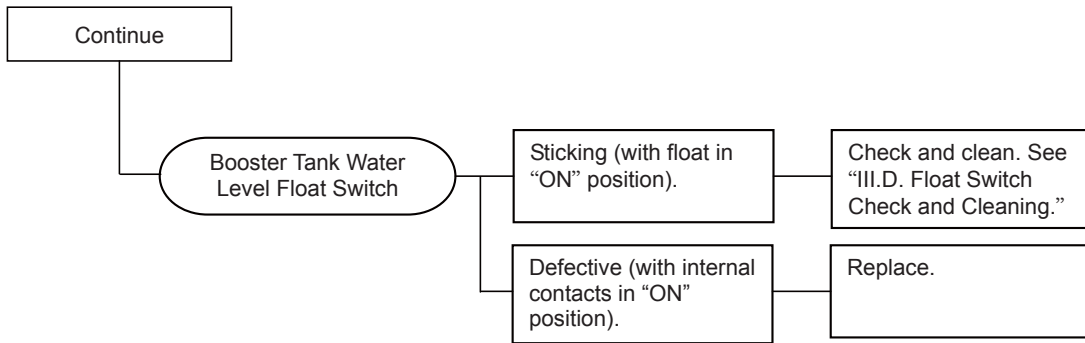 Continue
Booster Tank Water
Level Float Switch
Sticking (with float in
“ON” position).
Check and clean. See
“III.D. Float Switch
Check and Cleaning.”
Defective (with internal
contacts in “ON”
position).
Replace.